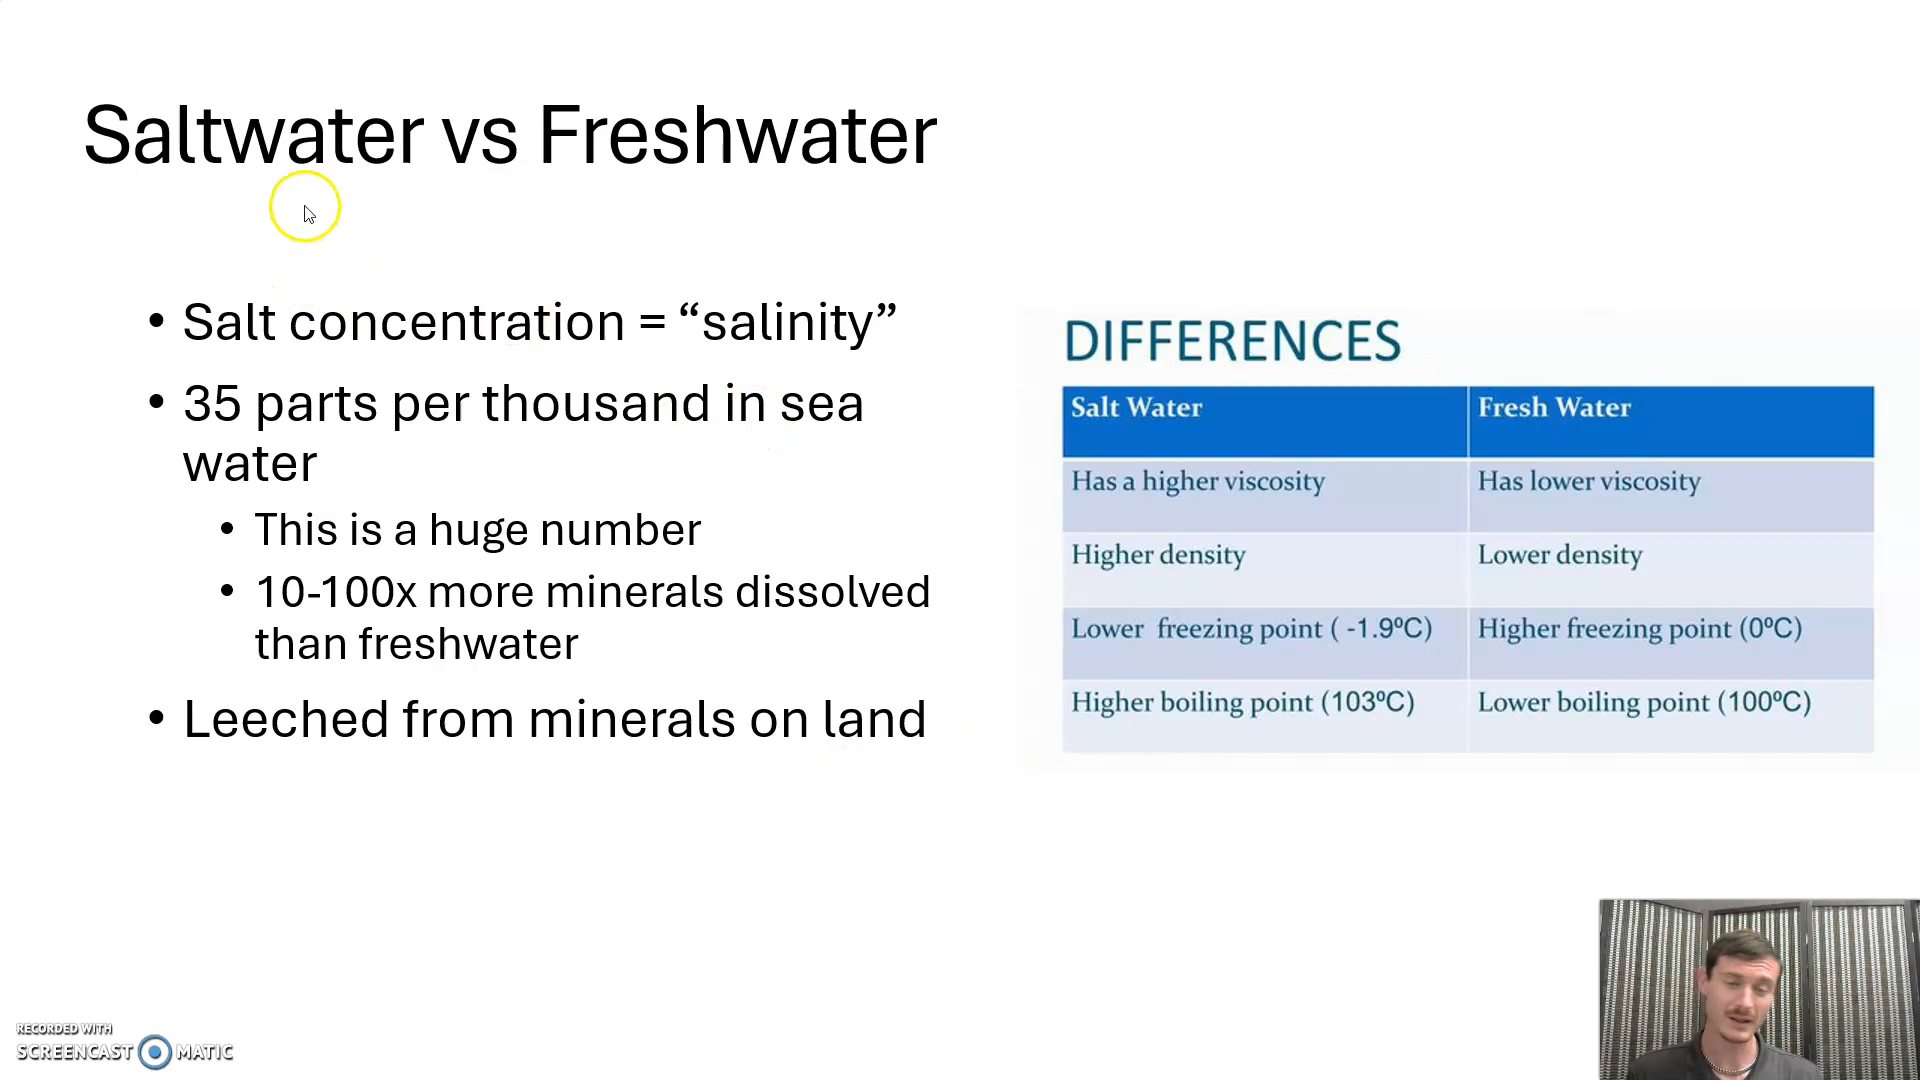 Saltwater vs Freshwater
• Salt concentration = “salinity”
• 35 parts per thousand in sea
water
• This is a huge number
• 10-100x more minerals dissolved
than freshwater
• Leeched from minerals on land
DIFFERENCES
Salt Water Fresh Water
Has a higher viscosity Has lower viscosity
Higher density Lower density
Lower freezing point ( -1.9ºC) Higher freezing point (0ºC)
Higher boiling point (103ºC) Lower boiling point (100ºC)
RECORDED WITH
SCREENCAST MATIC